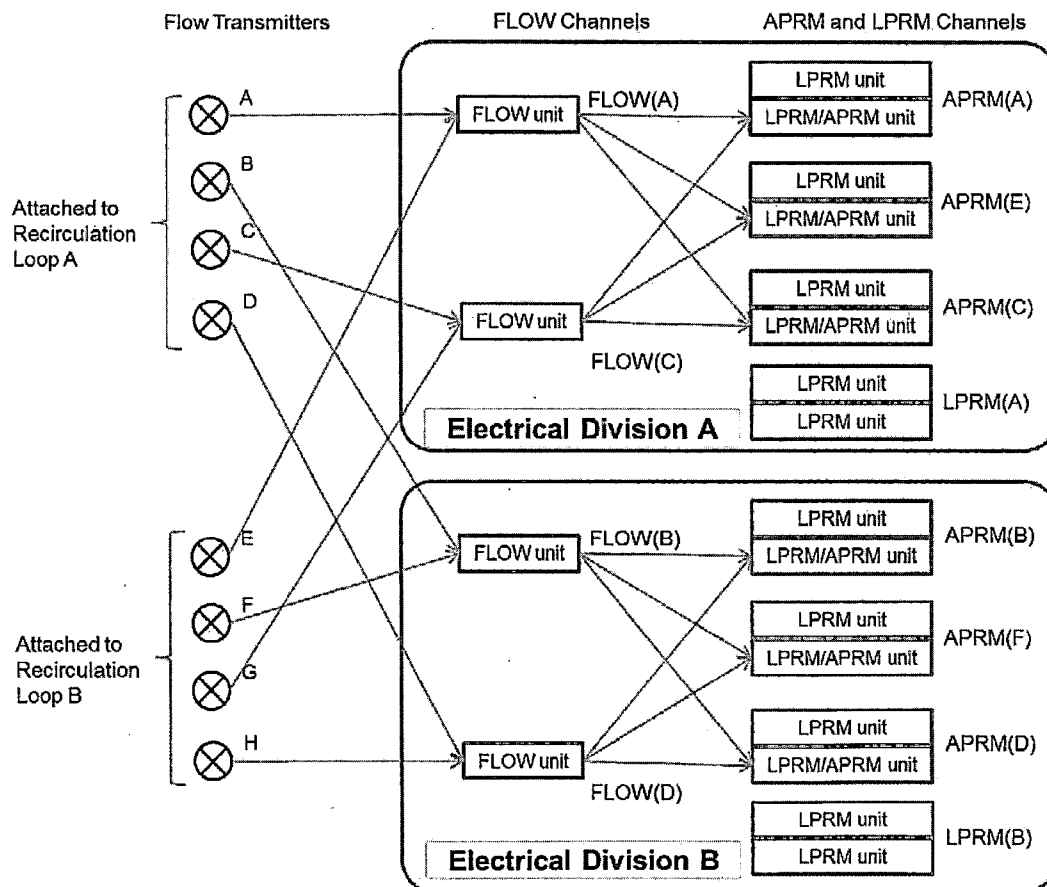 Flow Transmitters
FLOW Channels
APRM and LPRM Channels
Attached to
Recirculation
Loop A
A
B
C
D
FLOW unit
FLOW(A)
FLOW unit
FLOW(C)
LPRM unit
LPRM/APRM unit
APRM(A)
LPRM unit
LPRM/APRM unit
APRM(E)
LPRM unit
LPRM/APRM unit
APRM(C)
LPRM unit
LPRM unit
LPRM(A)
Electrical Division A
Attached to
Recirculation
Loop B
E
F
G
H
FLOW unit
FLOW(B)
FLOW unit
FLOW(D)
LPRM unit
LPRM/APRM unit
APRM(B)
LPRM unit
LPRM/APRM unit
APRM(F)
LPRM unit
LPRM/APRM unit
APRM(D)
LPRM unit
LPRM unit
LPRM(B)
Electrical Division B